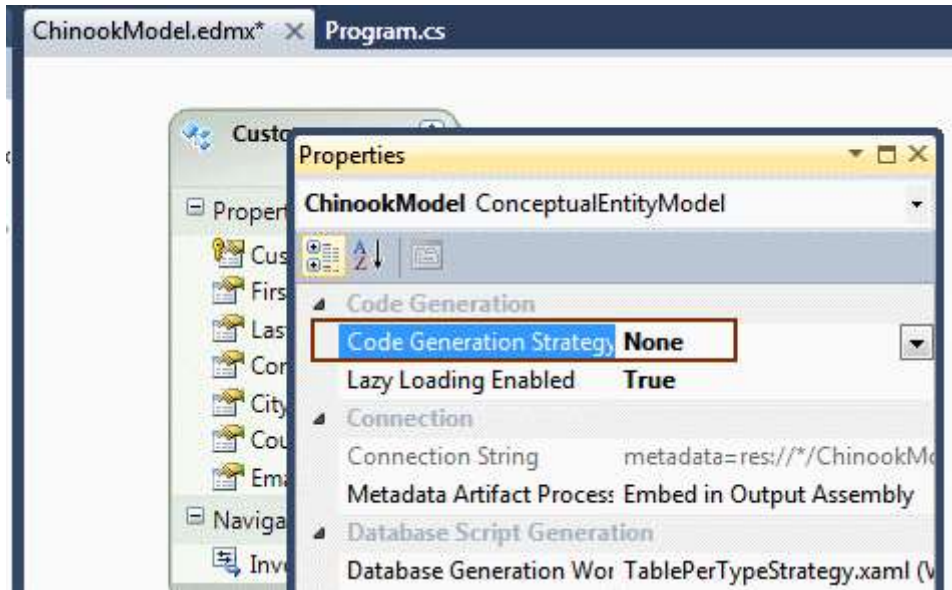 ChinookModel.edmx* Program.cs
Custo
Properties
ChinookModel ConceptualEntityModel
Propert
Cus
Firs
Las
Cor
City
Cou
Ema
Naviga
Inv
Code Generation
Code Generation Strategy None
Lazy Loading Enabled True
Connection
Connection String metadata=res://*/ChinookMo
Metadata Artifact Process Embed in Output Assembly
Database Script Generation
Database Generation Wor TablePerTypeStrategy.xaml (V